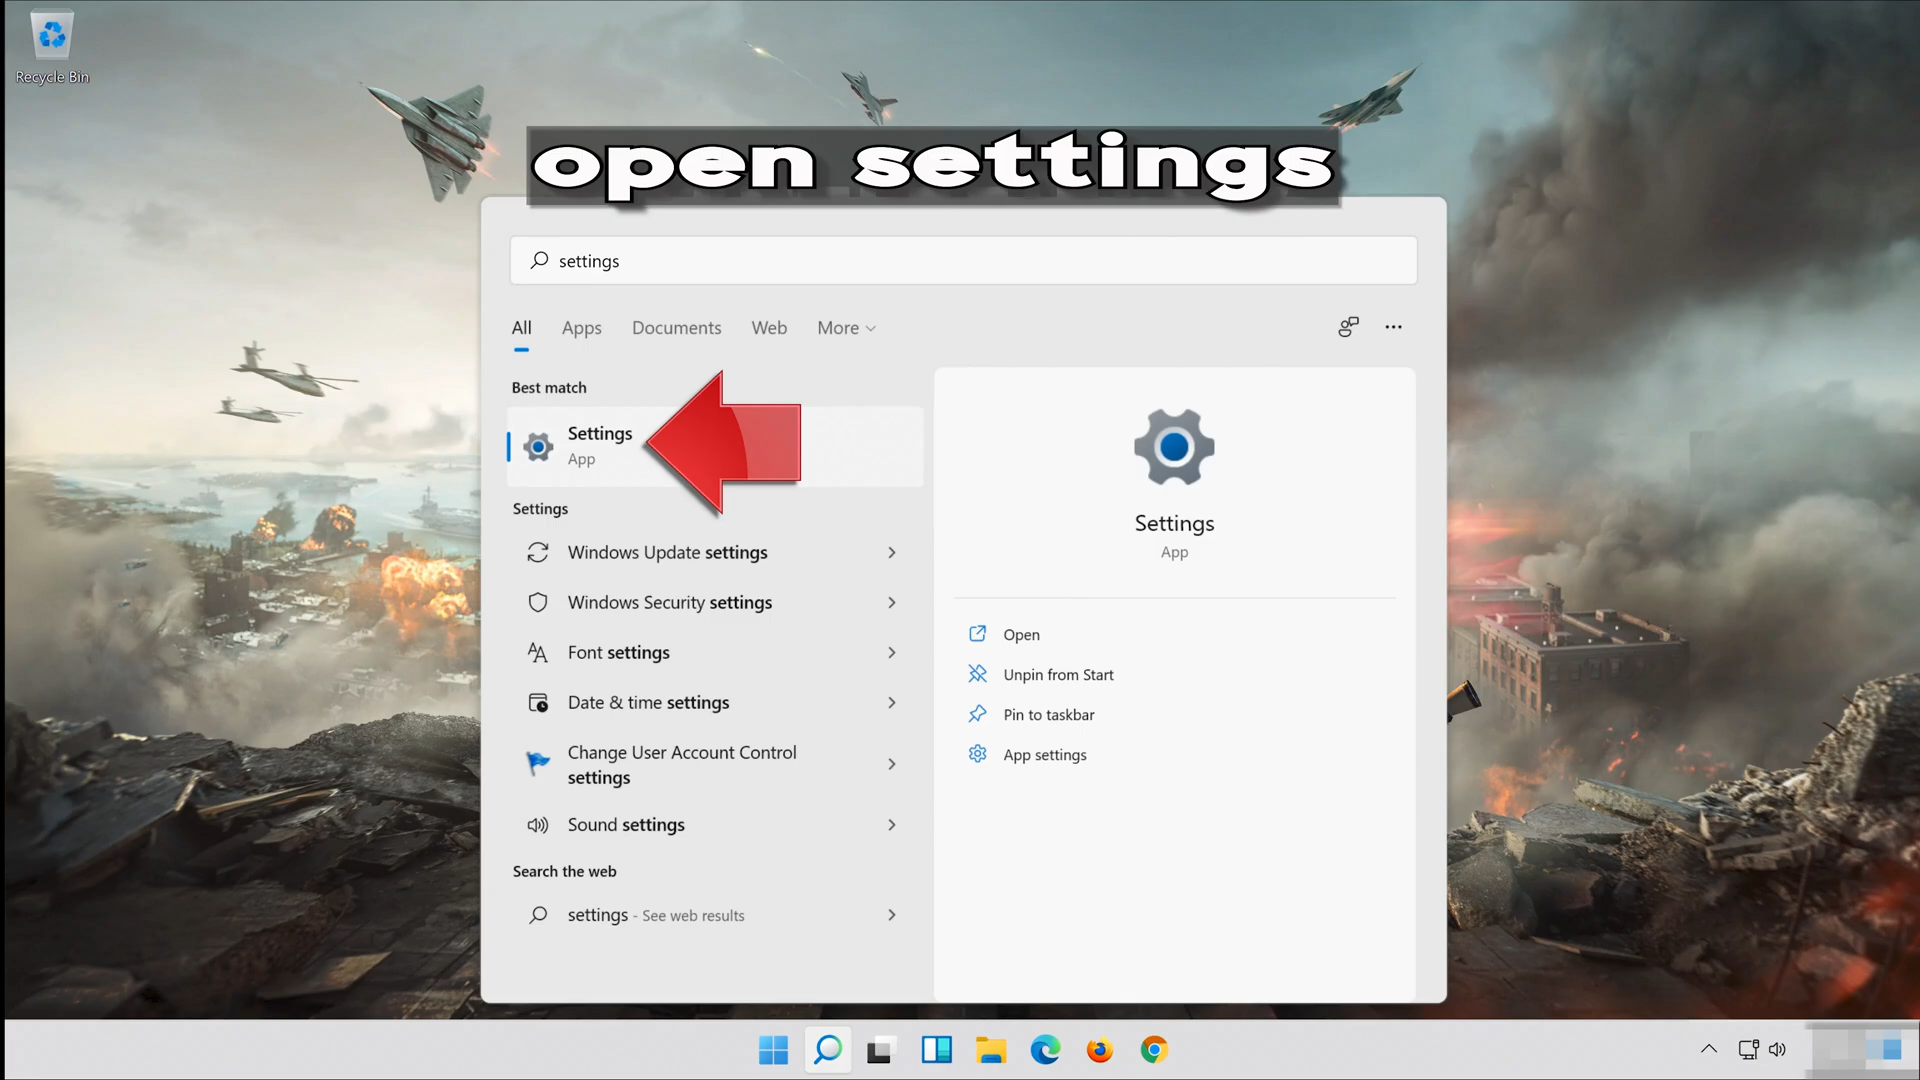 Recycle Bin
open settings
settings
All Apps Documents Web More
Best match
Settings
App
Settings
Windows Update settings
Windows Security settings
Font settings
Date & time settings
Change User Account Control
settings
Sound settings
Search the web
settings - See web results
Settings
App
Open
Unpin from Start
Pin to taskbar
App settings